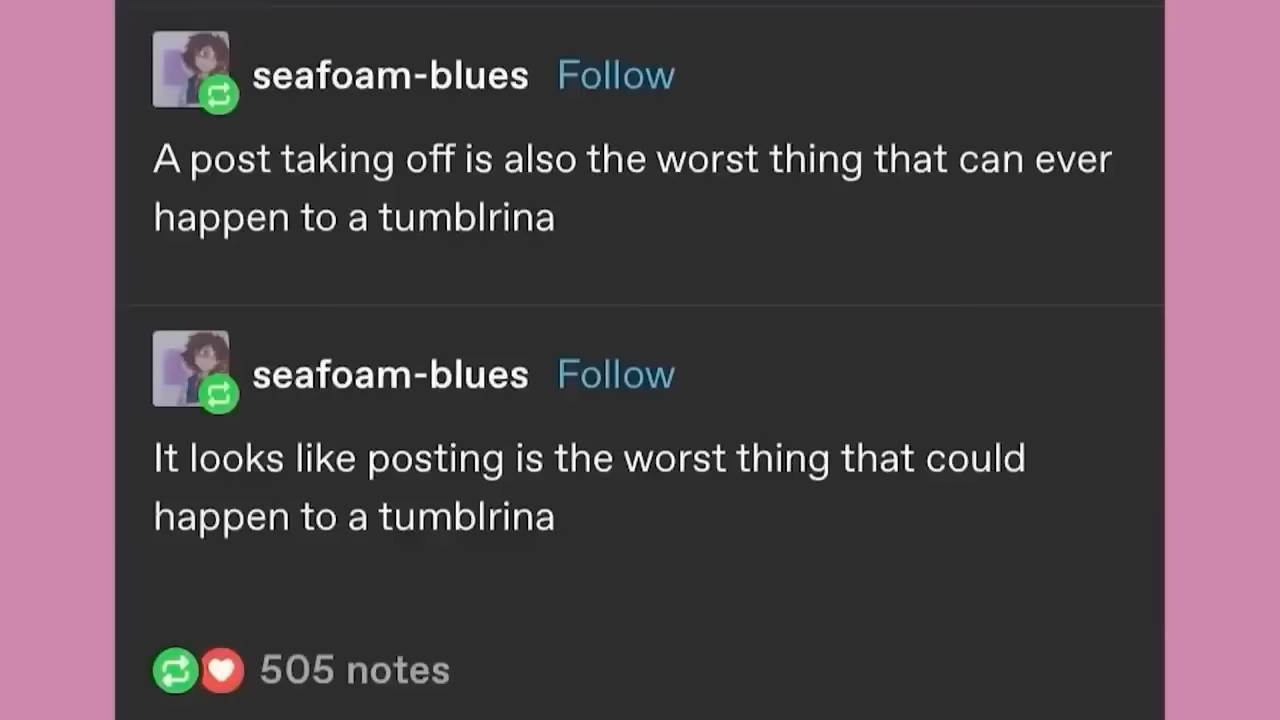 seafoam-blues Follow
A post taking off is also the worst thing that can ever
happen to a tumblrina
seafoam-blues Follow
It looks like posting is the worst thing that could
happen to a tumblrina
505 notes